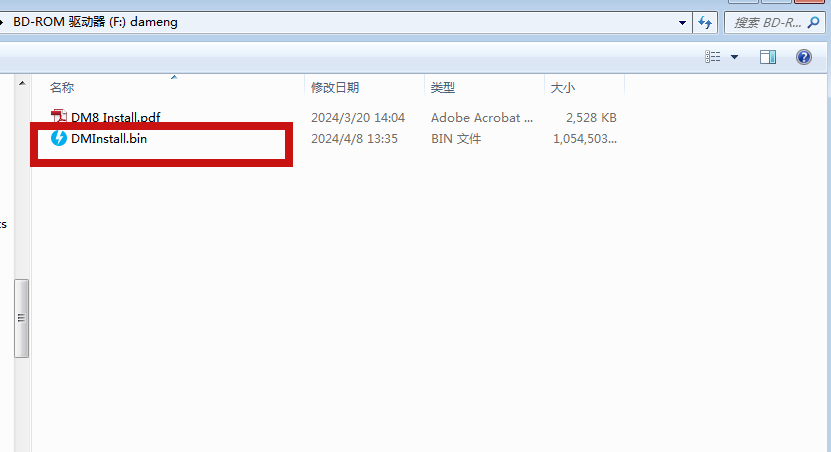 BD-ROM 驱动器 (F:) dameng
搜索 BD-R...
名称 修改日期 类型 大小
DM8 Install.pdf 2024/3/20 14:04 Adobe Acrobat ... 2,528 KB
DMInstall.bin 2024/4/8 13:35 BIN 文件 1,054,503...
ts